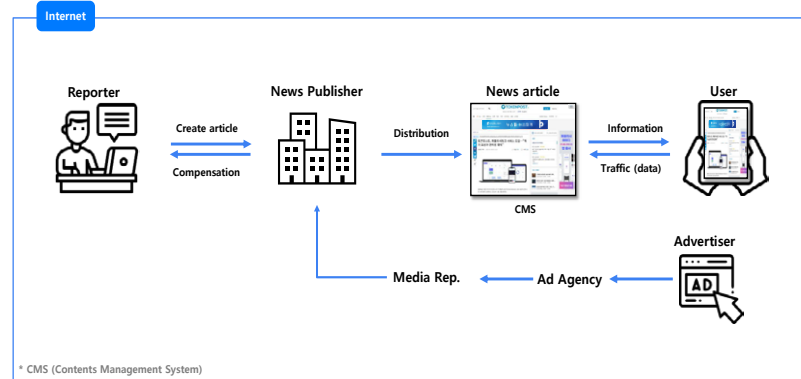 Internet
Reporter
News Publisher
News article
User
TOKENPOST
Create article
Compensation
Distribution
Information
Traffic (data)
CMS
Advertiser
Media Rep.
Ad Agency
AD
* CMS (Contents Management System)